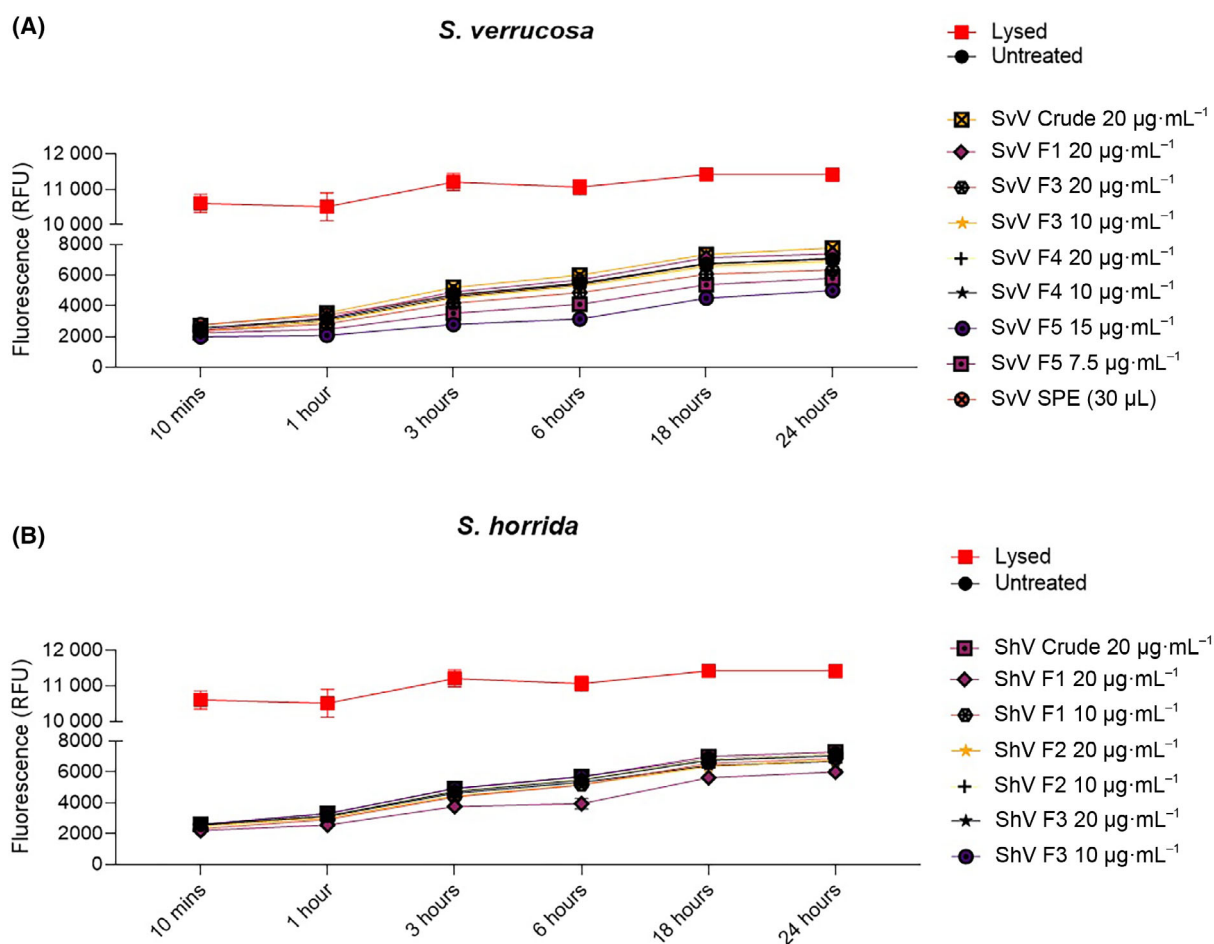 (A)
S. verrucosa
Fluorescence (RFU)
12 000
11 000
10 000
8000
6000
4000
2000
0
10 mins
1 hour
3 hours
6 hours
18 hours
24 hours
Lysed
Untreated
SvV Crude 20 µg·mL⁻¹
SvV F1 20 µg·mL⁻¹
SvV F3 20 µg·mL⁻¹
SvV F3 10 µg·mL⁻¹
SvV F4 20 µg·mL⁻¹
SvV F4 10 µg·mL⁻¹
SvV F5 15 µg·mL⁻¹
SvV F5 7.5 µg·mL⁻¹
SvV SPE (30 µL)
(B)
S. horrida
Fluorescence (RFU)
12 000
11 000
10 000
8000
6000
4000
2000
0
10 mins
1 hour
3 hours
6 hours
18 hours
24 hours
Lysed
Untreated
ShV Crude 20 µg·mL⁻¹
ShV F1 20 µg·mL⁻¹
ShV F1 10 µg·mL⁻¹
ShV F2 20 µg·mL⁻¹
ShV F2 10 µg·mL⁻¹
ShV F3 20 µg·mL⁻¹
ShV F3 10 µg·mL⁻¹